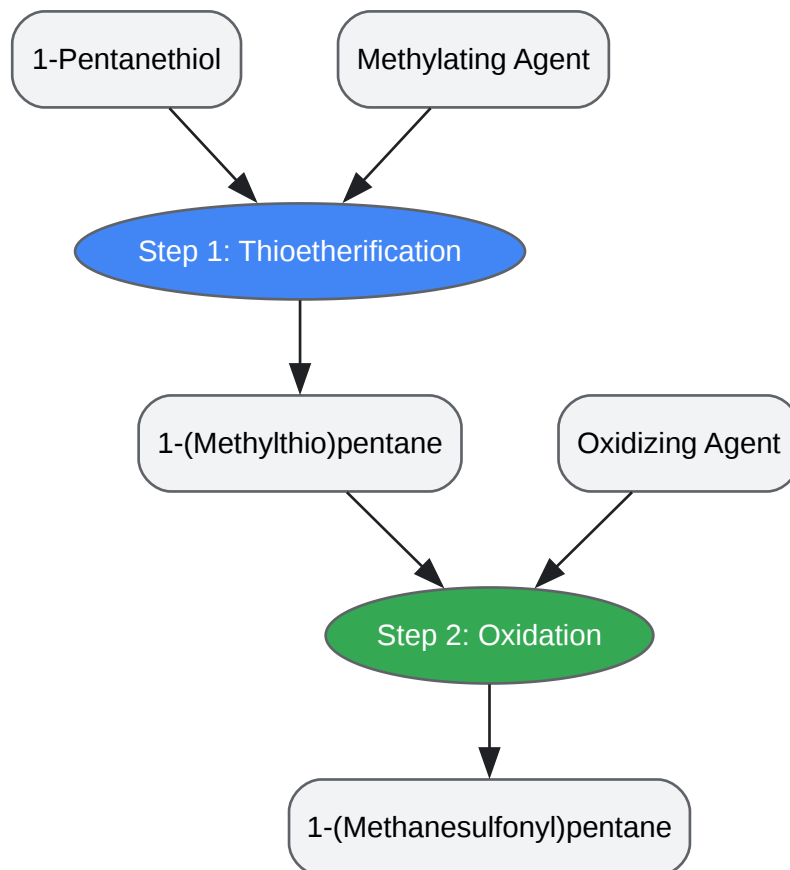 1-Pentanethiol
Methylating Agent
Step 1: Thioetherification
1-(Methylthio)pentane
Oxidizing Agent
Step 2: Oxidation
1-(Methanesulfonyl)pentane